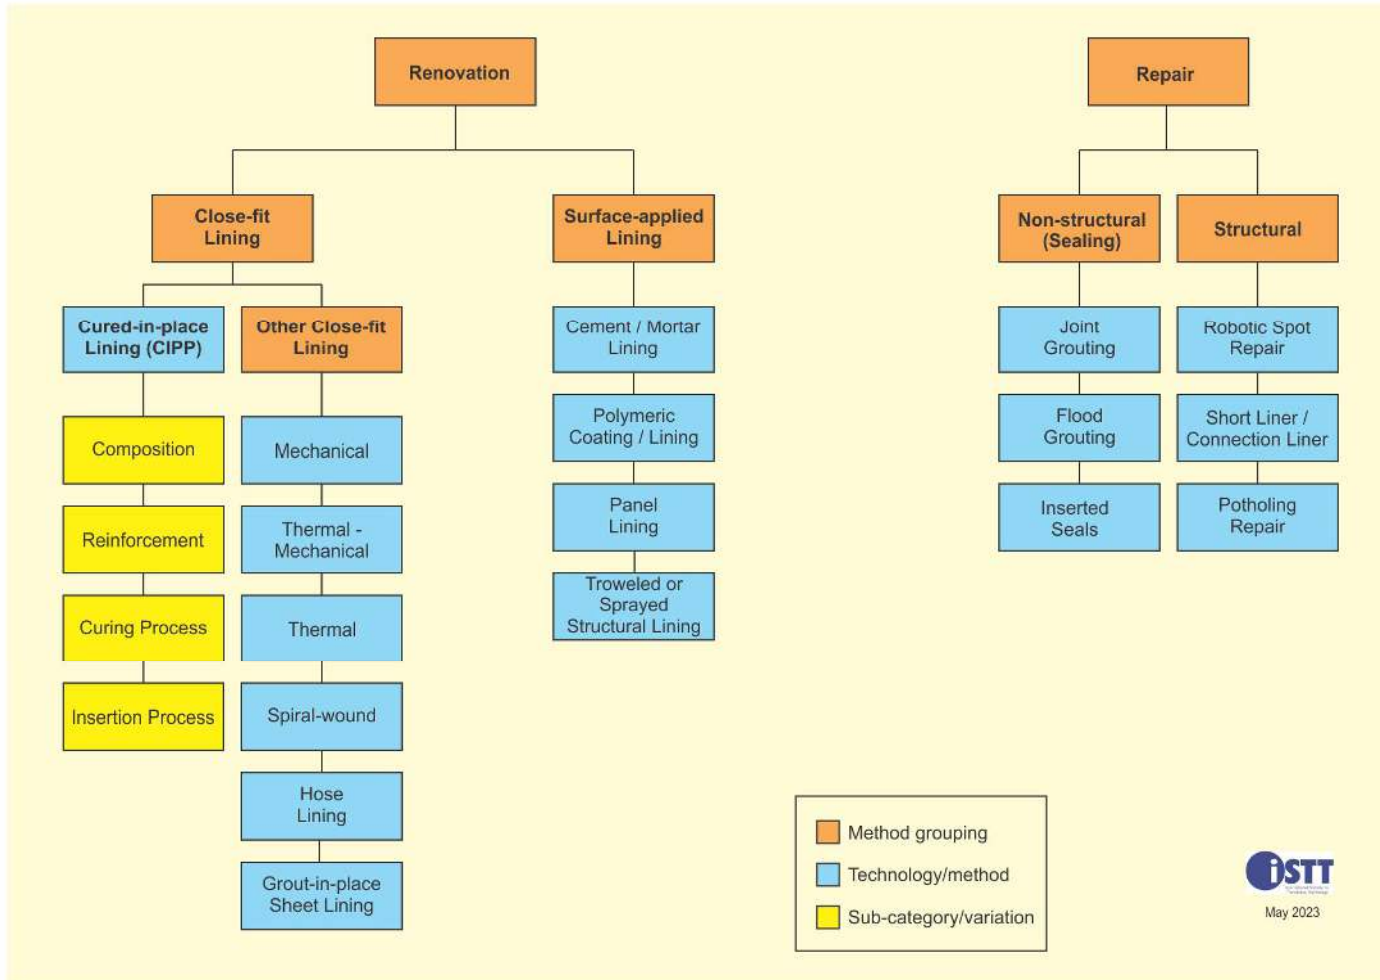 Renovation
Repair
Close-fit
Lining
Surface-applied
Lining
Non-structural
(Sealing)
Structural
Cured-in-place
Lining (CIPP)
Other Close-fit
Lining
Cement / Mortar
Lining
Joint
Grouting
Robotic Spot
Repair
Composition
Mechanical
Polymeric
Coating / Lining
Flood
Grouting
Short Liner /
Connection Liner
Reinforcement
Thermal -
Mechanical
Panel
Lining
Inserted
Seals
Potholing
Repair
Curing Process
Thermal
Troweled or
Sprayed
Structural Lining
Insertion Process
Spiral-wound
Hose
Lining
Grout-in-place
Sheet Lining
Method grouping
Technology/method
Sub-category/variation
iSTT
May 2023